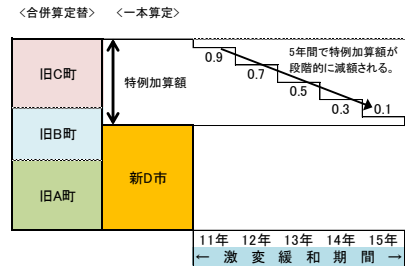 <合併算定替> <一本算定>
旧C町
旧B町
旧A町
特例加算額
新D市
5年間で特例加算額が
段階的に減額される。
0.9
0.7
0.5
0.3
0.1
11年 12年 13年 14年 15年
← 激 変 緩 和 期 間 →